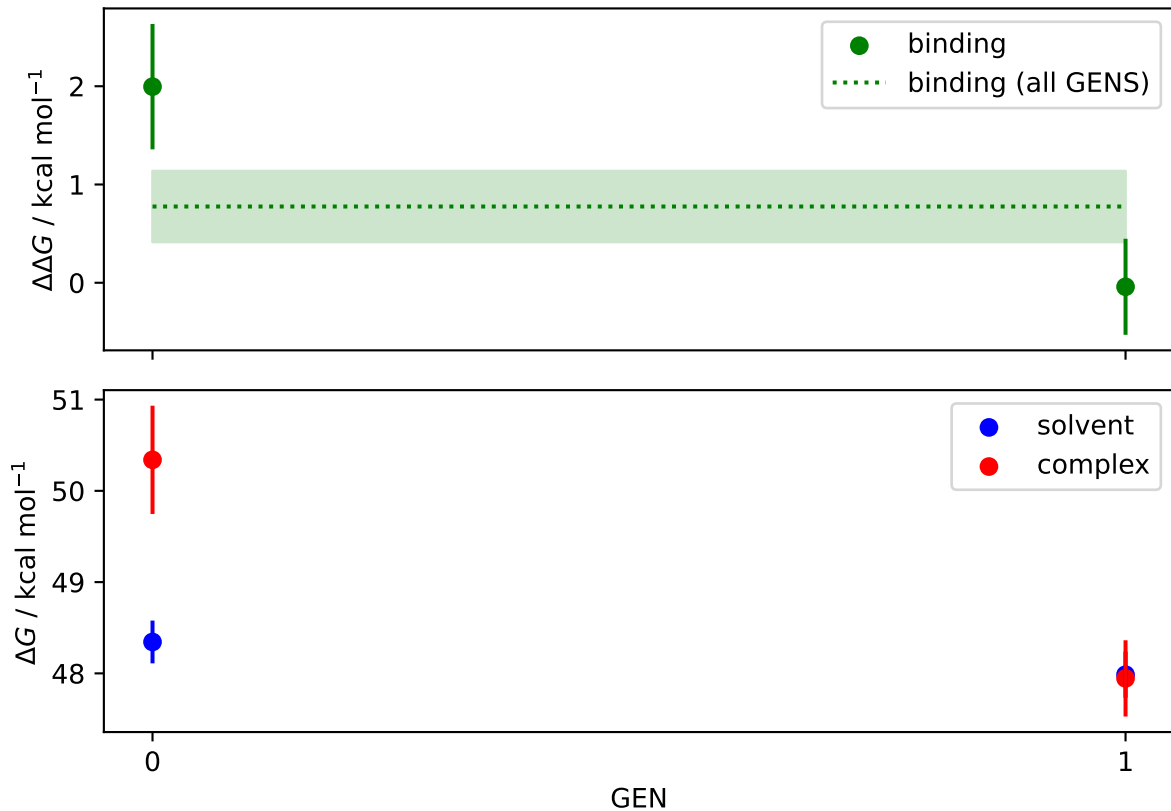 binding
binding (all GENS)
2
1
0
ΔΔG / kcal mol⁻¹
51
50
49
48
ΔG / kcal mol⁻¹
solvent
complex
0
1
GEN